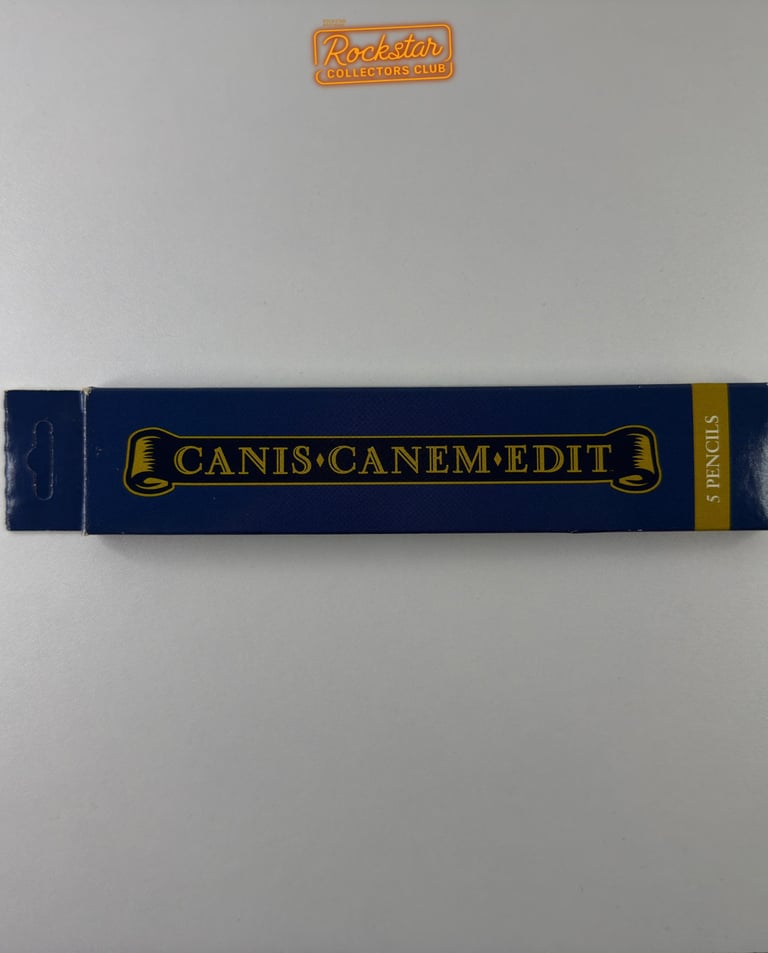 Rockstar
COLLECTORS CLUB
CANIS♦CANEM♦EDIT
5 PENCILS